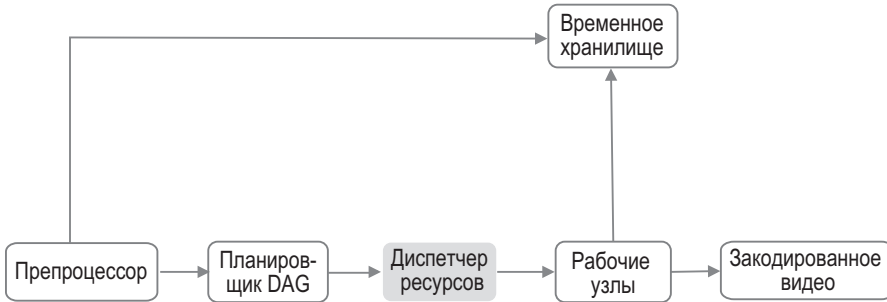 Временное
хранилище
Препроцессор
Планиров-
щик DAG
Диспетчер
ресурсов
Рабочие
узлы
Закодированное
видео